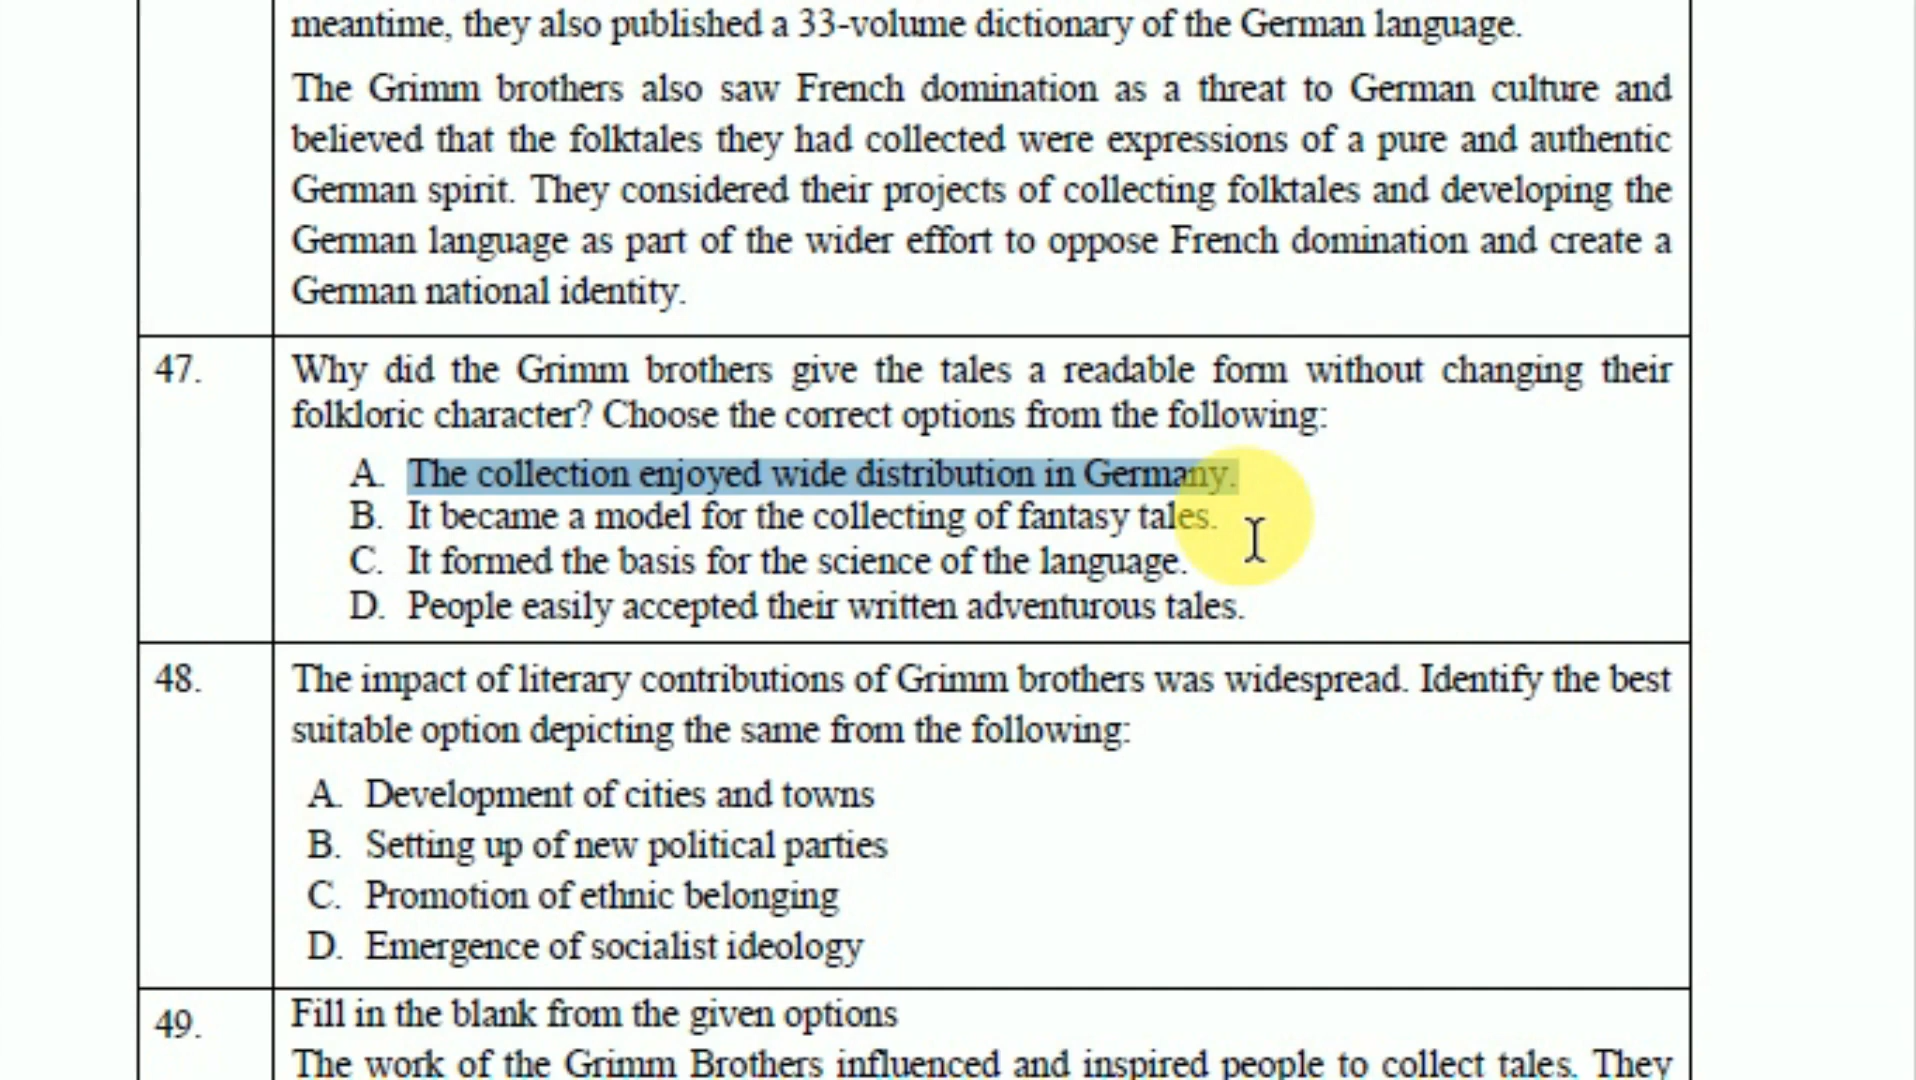 meantime, they also published a 33-volume dictionary of the German language.
The Grimm brothers also saw French domination as a threat to German culture and
believed that the folktales they had collected were expressions of a pure and authentic
German spirit. They considered their projects of collecting folktales and developing the
German language as part of the wider effort to oppose French domination and create a
German national identity.
47.
Why did the Grimm brothers give the tales a readable form without changing their
folkloric character? Choose the correct options from the following:
A. The collection enjoyed wide distribution in Germany.
B. It became a model for the collecting of fantasy tales.
C. It formed the basis for the science of the language.
D. People easily accepted their written adventurous tales.
48.
The impact of literary contributions of Grimm brothers was widespread. Identify the best
suitable option depicting the same from the following:
A. Development of cities and towns
B. Setting up of new political parties
C. Promotion of ethnic belonging
D. Emergence of socialist ideology
49.
Fill in the blank from the given options
The work of the Grimm Brothers influenced and inspired people to collect tales. They